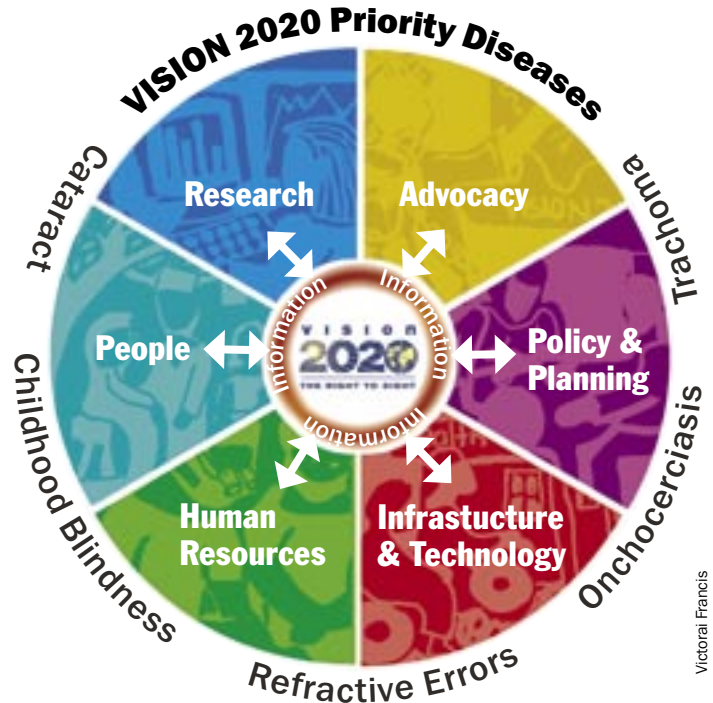 VISION 2020 Priority Diseases
Cataract
Trachoma
Research
Advocacy
Information
Information
VISION
2020
THE RIGHT TO SIGHT
People
Policy &
Planning
Information
Human
Resources
Infrastucture
& Technology
Childhood Blindness
Onchocerciasis
Refractive Errors
Victorai Francis